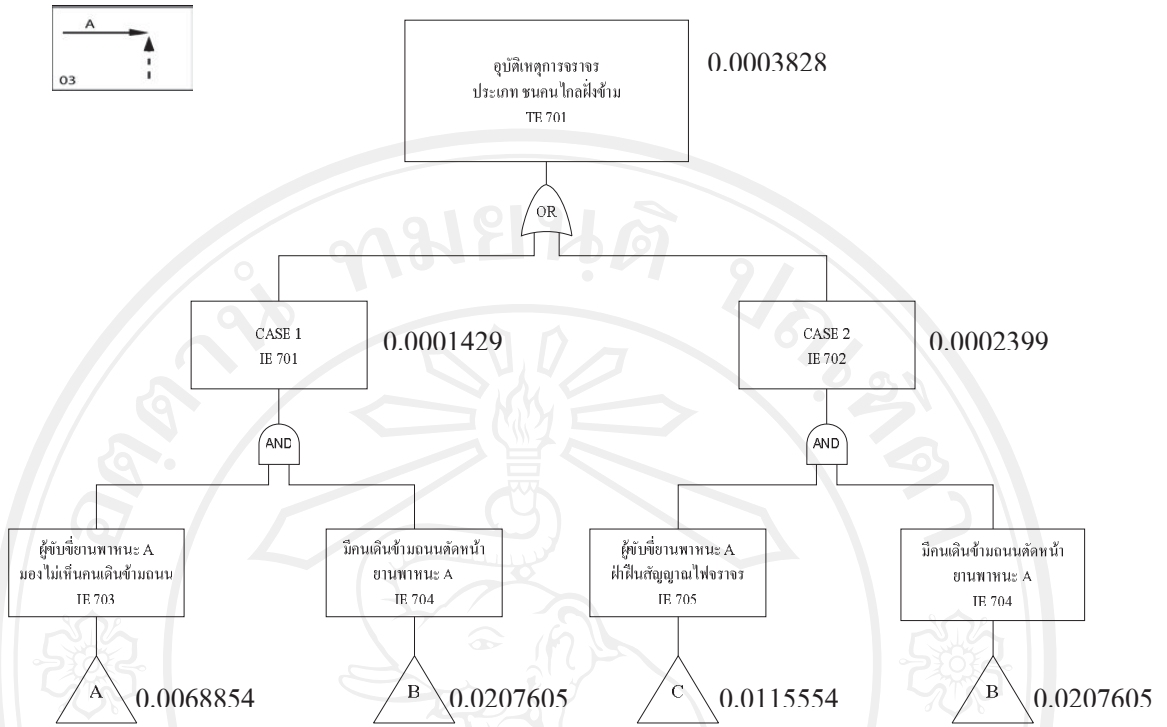 A
03
อุบัติเหตุการจราจร
ประเภท ชนคนไกลฝั่งข้าม
TE 701
0.0003828
OR
CASE 1
IE 701
0.0001429
CASE 2
IE 702
0.0002399
AND
AND
ผู้ขับขี่ยานพาหนะ A
มองไม่เห็นคนเดินข้ามถนน
IE 703
มีคนเดินข้ามถนนตัดหน้า
ยานพาหนะ A
IE 704
ผู้ขับขี่ยานพาหนะ A
ฝ่าฝืนสัญญาณไฟจราจร
IE 705
มีคนเดินข้ามถนนตัดหน้า
ยานพาหนะ A
IE 704
A
0.0068854
B
0.0207605
C
0.0115554
B
0.0207605